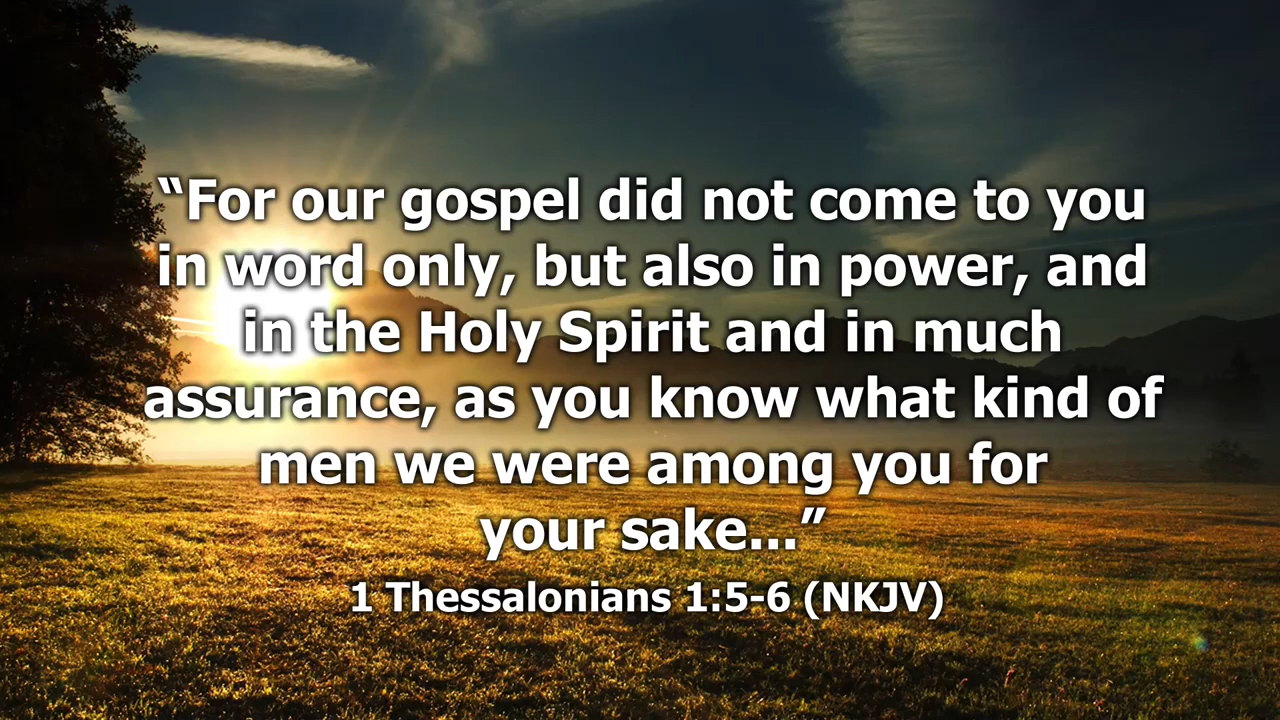 “For our gospel did not come to you
in word only, but also in power, and
in the Holy Spirit and in much
assurance, as you know what kind of
men we were among you for
your sake...”
1 Thessalonians 1:5-6 (NKJV)